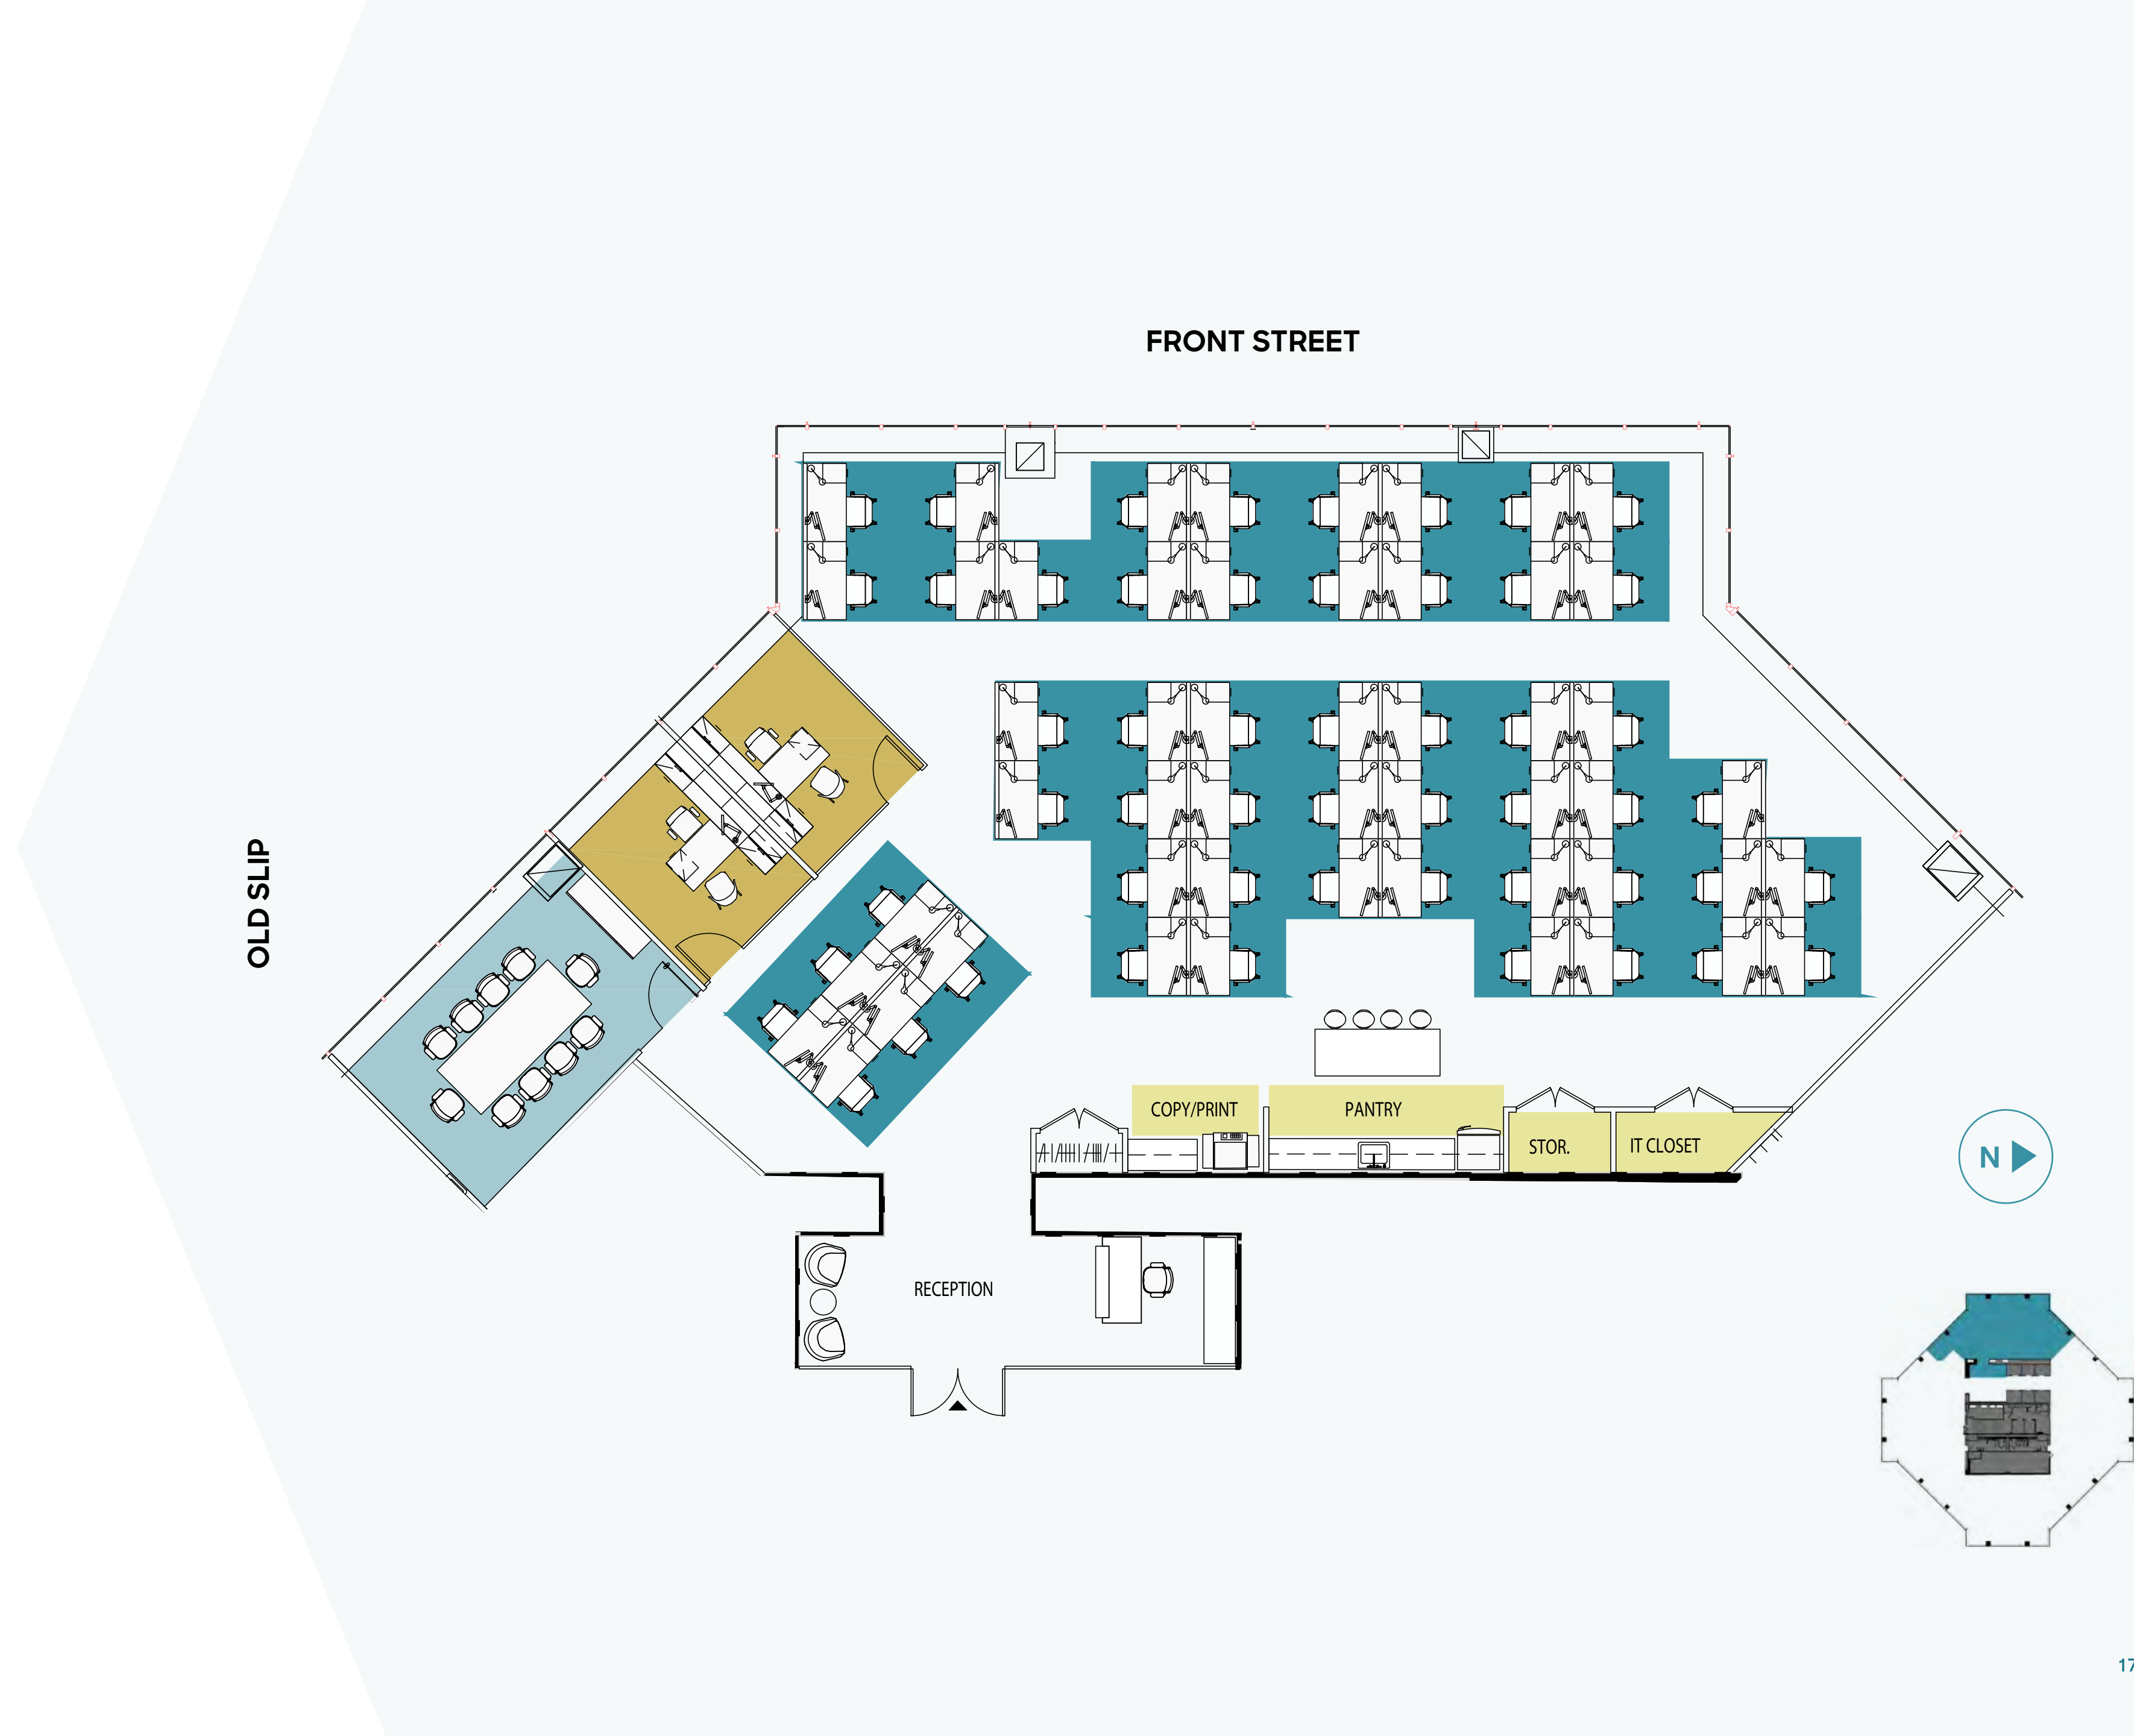 FRONT STREET
OLD SLIP
COPY/PRINT
PANTRY
STOR.
IT CLOSET
N
RECEPTION
17